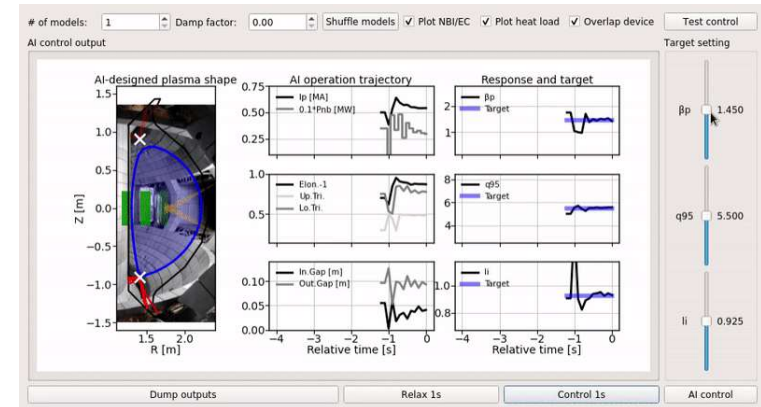 # of models: 1 Damp factor: 0.00 Shuffle models Plot NBI/EC Plot heat load Overlap device Test control
AI control output Target setting
AI-designed plasma shape AI operation trajectory Response and target
1.5 1.0 0.5 0.0 −0.5 −1.0 −1.5
Z [m]
1.5 2.0
R [m]
0.75 0.50 0.25
Ip [MA]
0.1*Pnb [MW]
1.0 0.5
Elon.-1
Up.Tri.
Lo.Tri.
0.10 0.05 0.00
In.Gap [m]
Out.Gap [m]
−4 −3 −2 −1 0
Relative time [s]
2 1
βp
Target
8 6 4
q95
Target
1.0 0.8
li
Target
−4 −3 −2 −1 0
Relative time [s]
βp 1.450
q95 5.500
li 0.925
Dump outputs Relax 1s Control 1s AI control